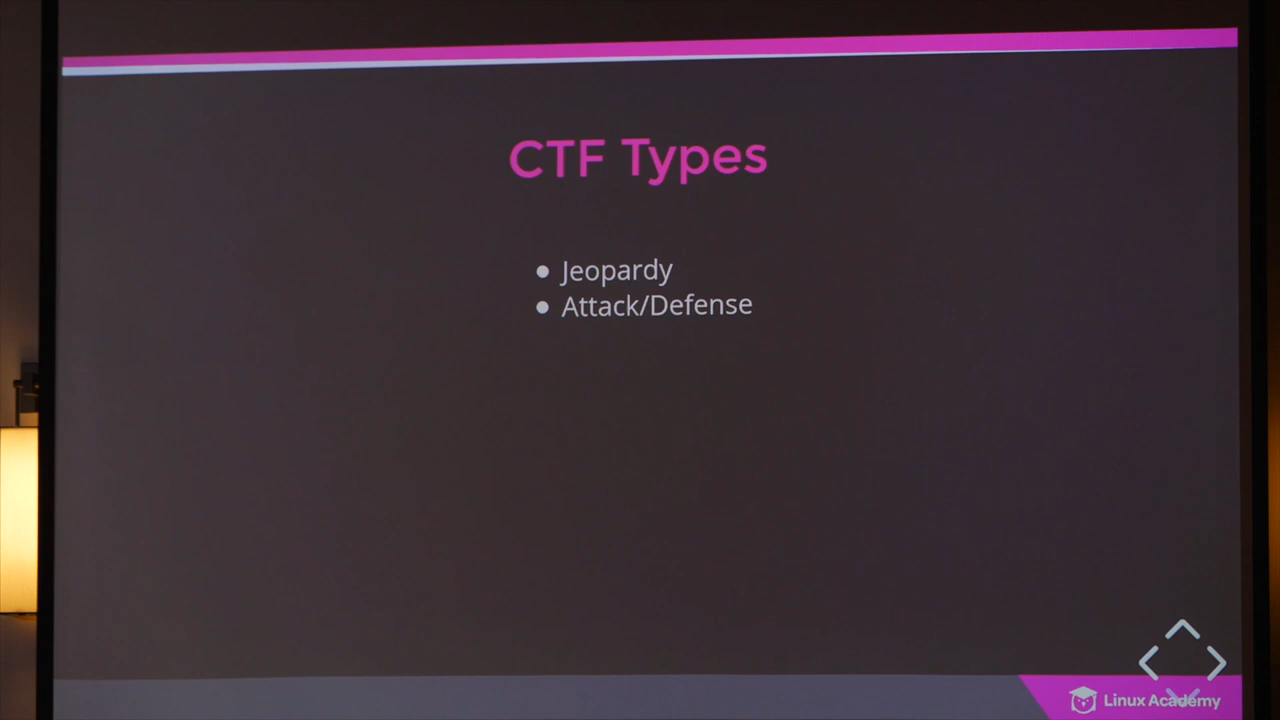 CTF Types
● Jeopardy
● Attack/Defense
Linux Academy